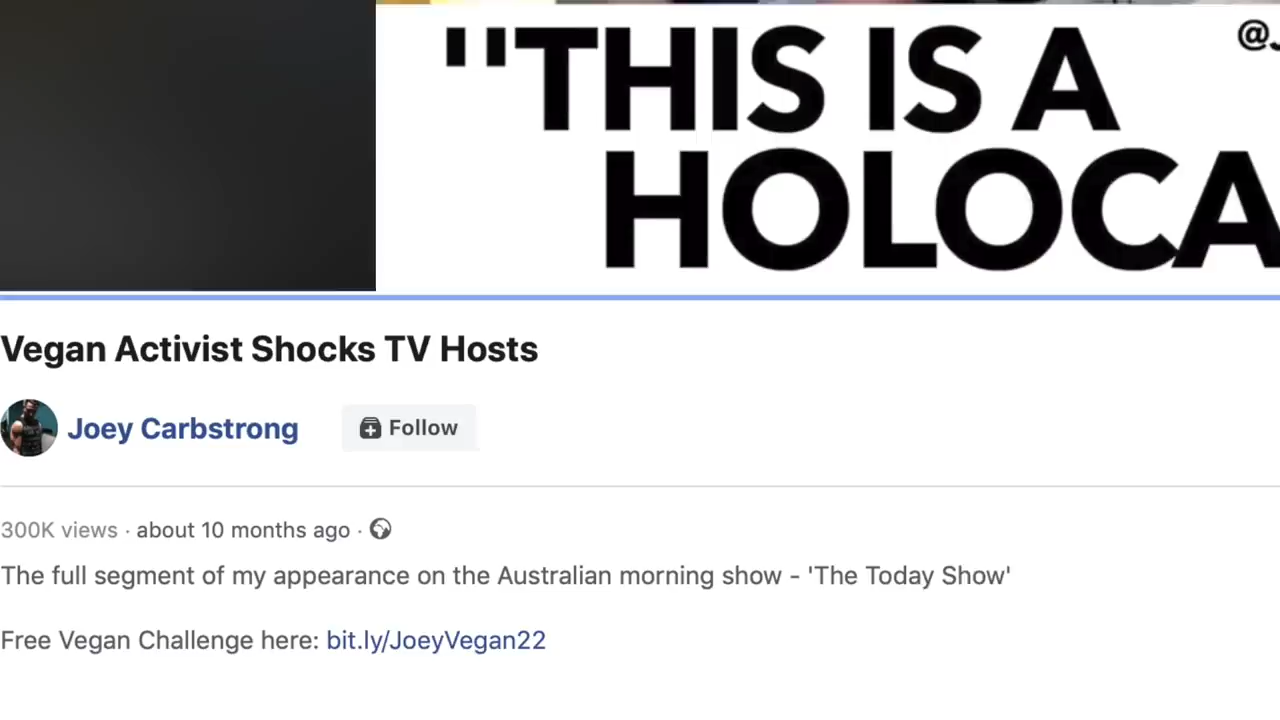 @J
"THIS IS A
HOLOCA
Vegan Activist Shocks TV Hosts
Joey Carbstrong
Follow
300K views · about 10 months ago ·
The full segment of my appearance on the Australian morning show - 'The Today Show'
Free Vegan Challenge here: bit.ly/JoeyVegan22